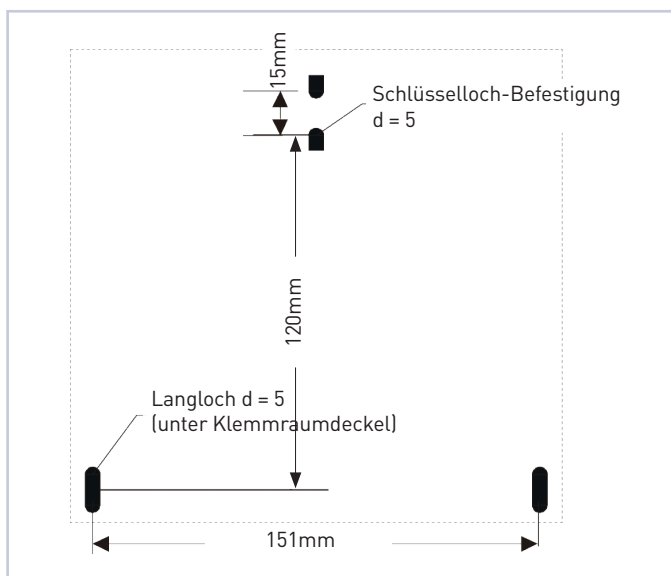 15mm
Schlüsselloch-Befestigung
d = 5
120mm
Langloch d = 5
(unter Klemmraumdeckel)
151mm